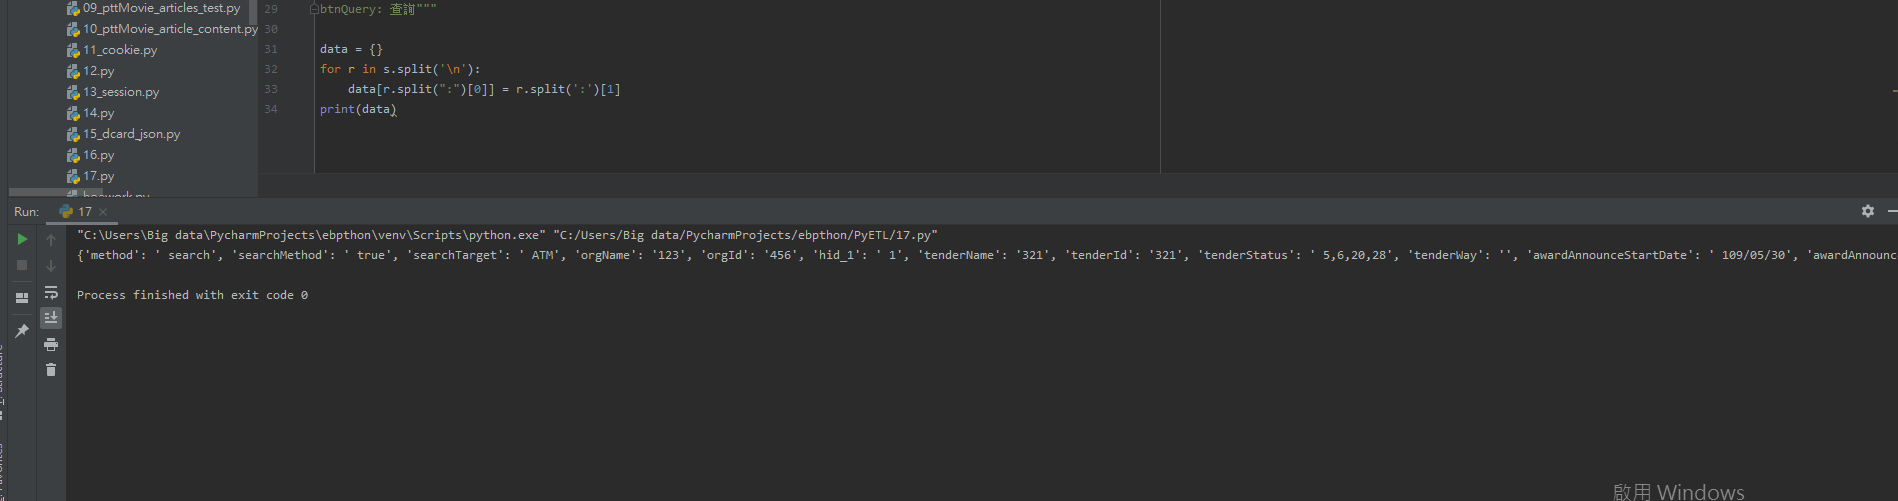 09_pttMovie_articles_test.py
10_pttMovie_article_content.py
11_cookie.py
12.py
13_session.py
14.py
15_dcard_json.py
16.py
17.py
29 btnQuery: 查詢"""
30
31 data = {}
32 for r in s.split('\n'):
33 data[r.split(":")[0]] = r.split(':')[1]
34 print(data)
Run: 17
"C:\Users\Big data\PycharmProjects\ebpthon\venv\Scripts\python.exe" "C:/Users/Big data/PycharmProjects/ebpthon/PyETL/17.py"
{'method': ' search', 'searchMethod': ' true', 'searchTarget': ' ATM', 'orgName': '123', 'orgId': '456', 'hid_1': ' 1', 'tenderName': '321', 'tenderId': '321', 'tenderStatus': ' 5,6,20,28', 'tenderWay': '', 'awardAnnounceStartDate': ' 109/05/30', 'awardAnnounc
Process finished with exit code 0
啟用 Windows